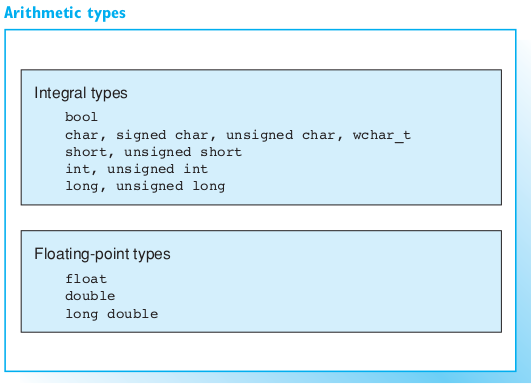 Arithmetic types
Integral types
bool
char, signed char, unsigned char, wchar_t
short, unsigned short
int, unsigned int
long, unsigned long
Floating-point types
float
double
long double